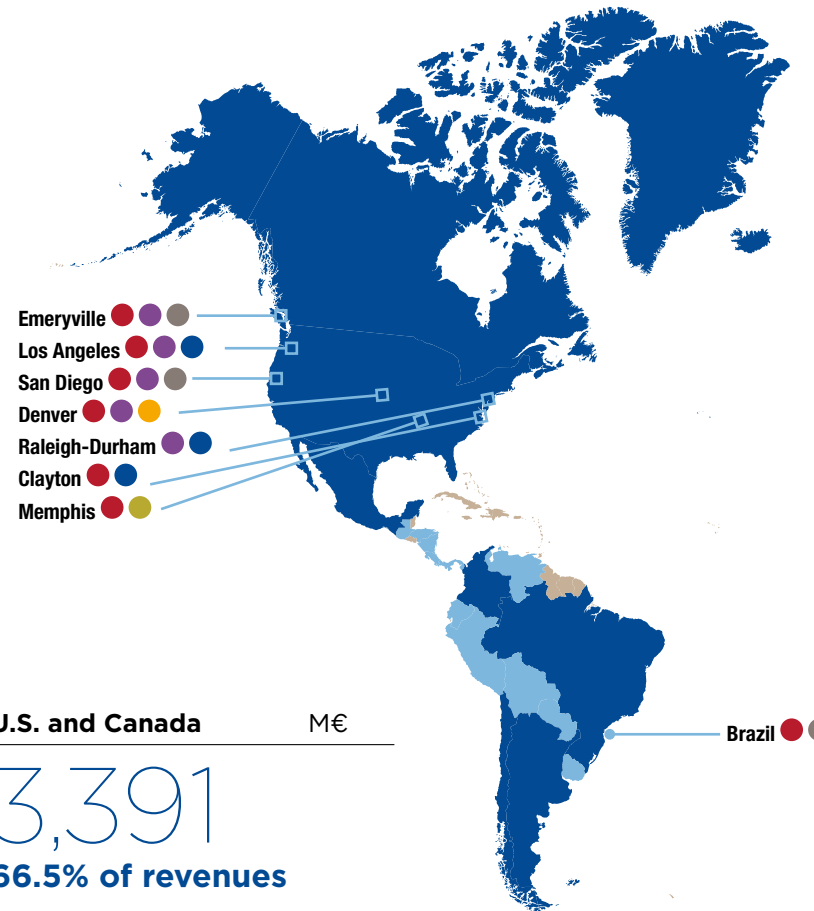 Emeryville
Los Angeles
San Diego
Denver
Raleigh-Durham
Clayton
Memphis
U.S. and Canada M€
3,391
66.5% of revenues
Brazil